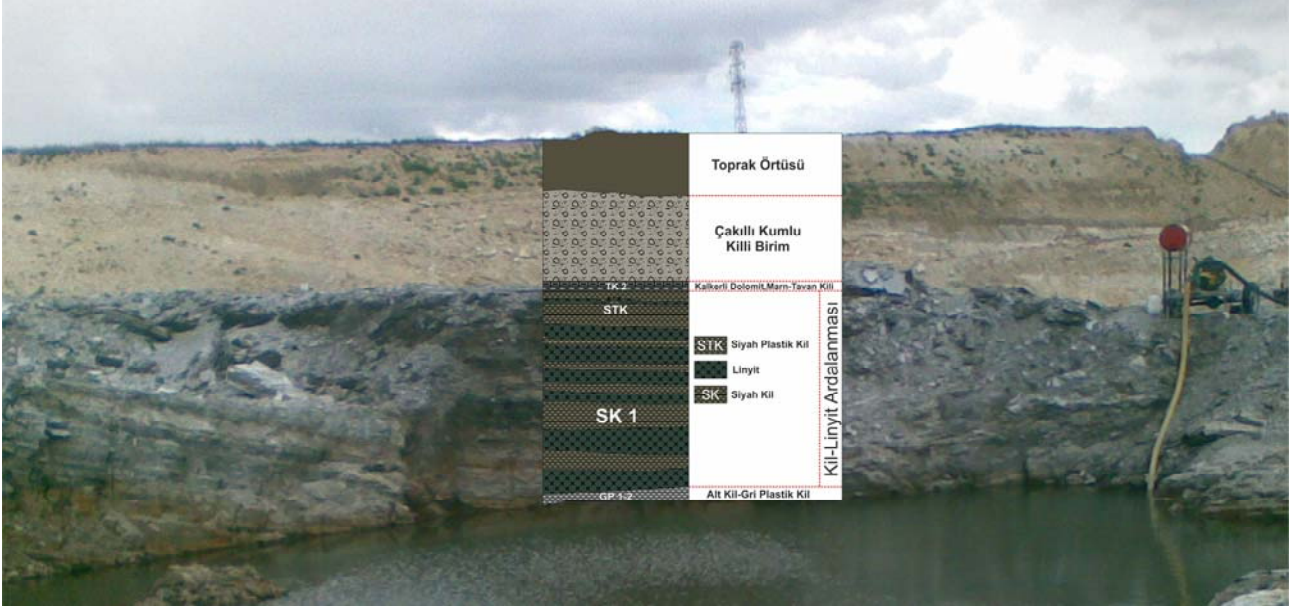 Toprak Örtüsü
Çakıllı Kumlu
Killi Birim
TK-2
Kalkerli Dolomit,Marn-Tavan Kili
STK
STK Siyah Plastik Kil
Linyit
SK Siyah Kil
SK 1
Kil-Linyit Ardalanması
GP 1-2
Alt Kil-Gri Plastik Kil